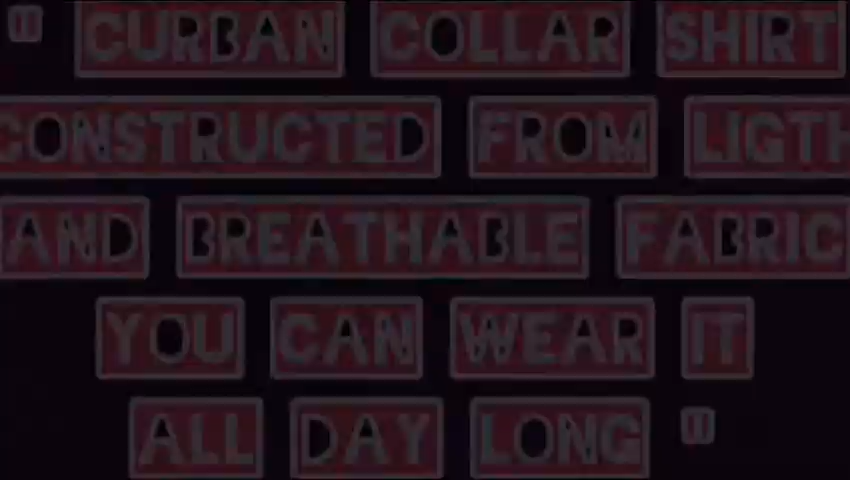 " CURBAN COLLAR SHIRT
CONSTRUCTED FROM LIGTH
AND BREATHABLE FABRIC
YOU CAN WEAR IT
ALL DAY LONG "